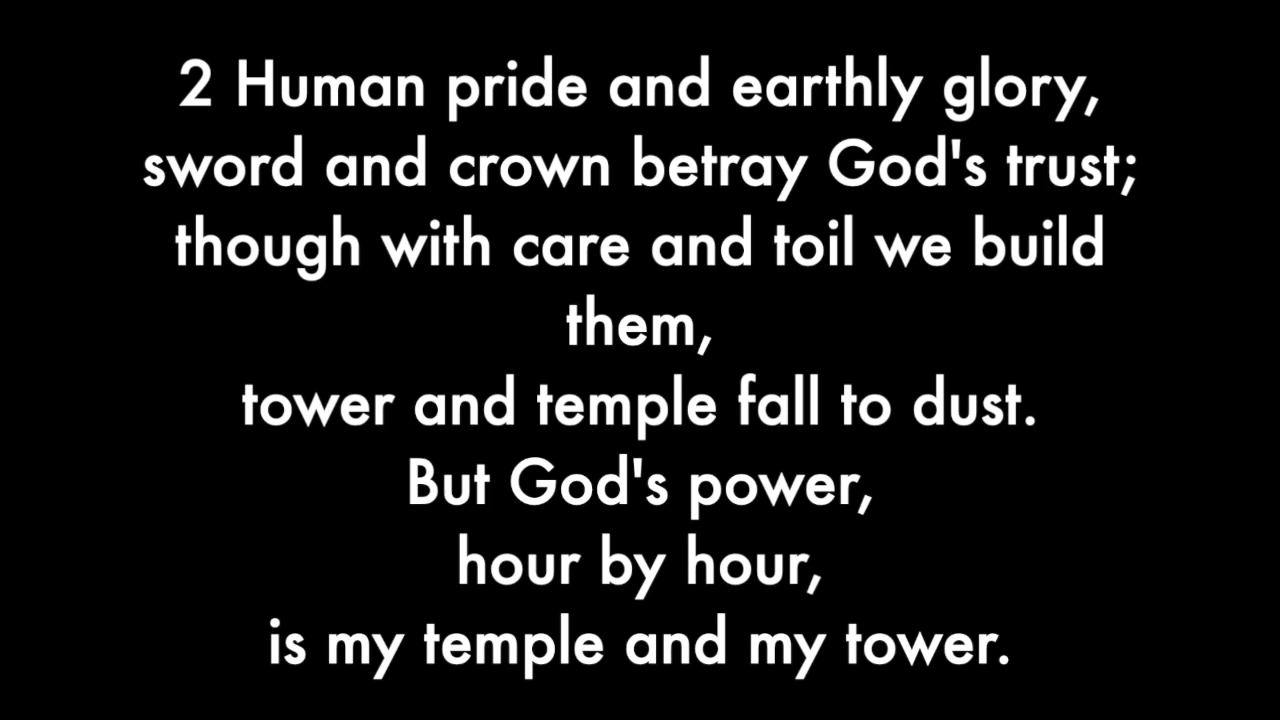 2 Human pride and earthly glory,
sword and crown betray God's trust;
though with care and toil we build
them,
tower and temple fall to dust.
But God's power,
hour by hour,
is my temple and my tower.